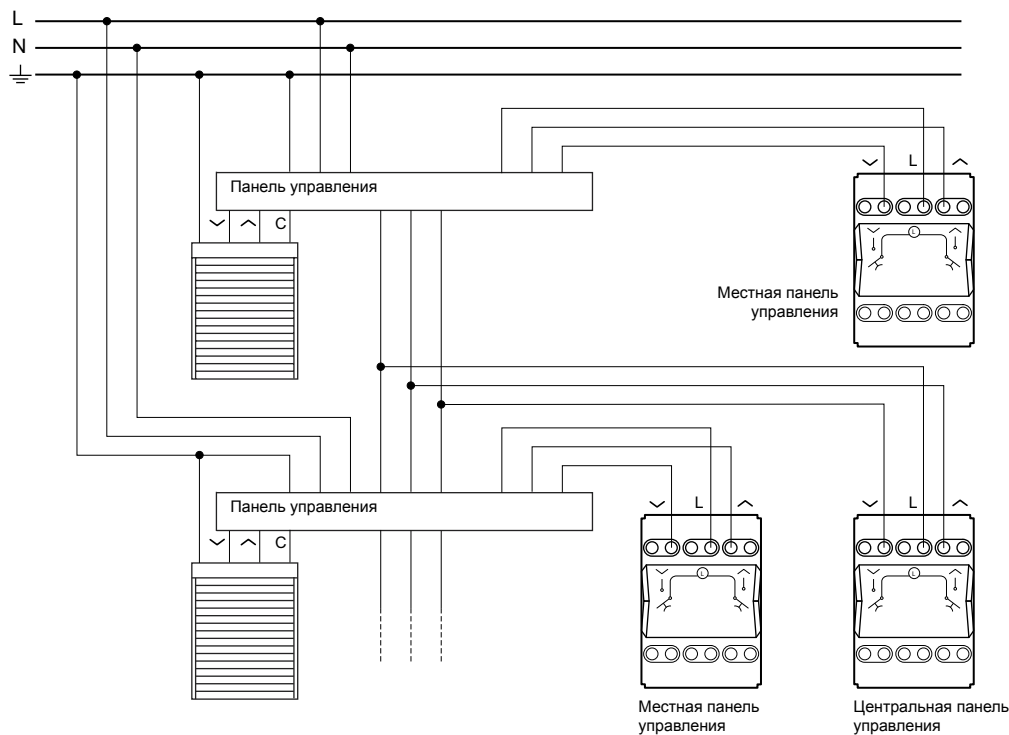 L
N
L
Панель управления
C
L
Местная панель
управления
Панель управления
C
L
L
L
L
Местная панель
управления
Центральная панель
управления